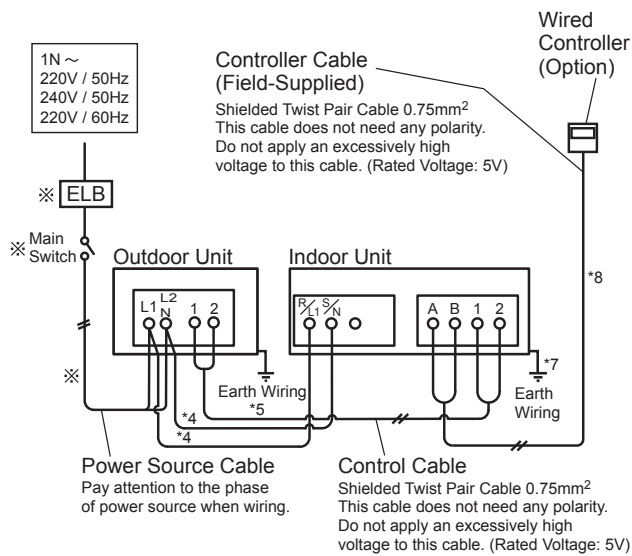 1N ~
220V / 50Hz
240V / 50Hz
220V / 60Hz
Wired
Controller
(Option)
Controller Cable
(Field-Supplied)
Shielded Twist Pair Cable 0.75mm²
This cable does not need any polarity.
Do not apply an excessively high
voltage to this cable. (Rated Voltage: 5V)
※ ELB
※ Main
Switch
Outdoor Unit
Indoor Unit
L1 L2
N 1 2
R/L1 S/N
A B 1 2
*8
※
*7
Earth Wiring
*5
Earth
Wiring
*4
*4
Power Source Cable
Pay attention to the phase
of power source when wiring.
Control Cable
Shielded Twist Pair Cable 0.75mm²
This cable does not need any polarity.
Do not apply an excessively high
voltage to this cable. (Rated Voltage: 5V)